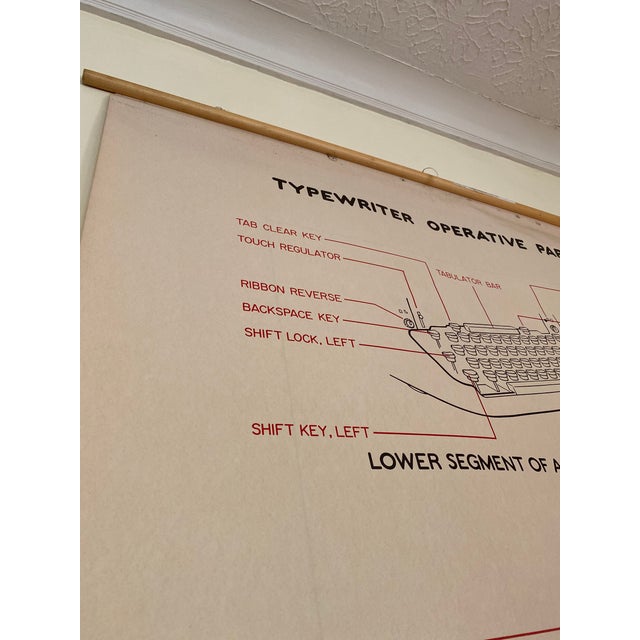 TYPEWRITER OPERATIVE PAR
TAB CLEAR KEY
TOUCH REGULATOR
TABULATOR BAR
RIBBON REVERSE
BACKSPACE KEY
SHIFT LOCK, LEFT
SHIFT KEY, LEFT
LOWER SEGMENT OF A